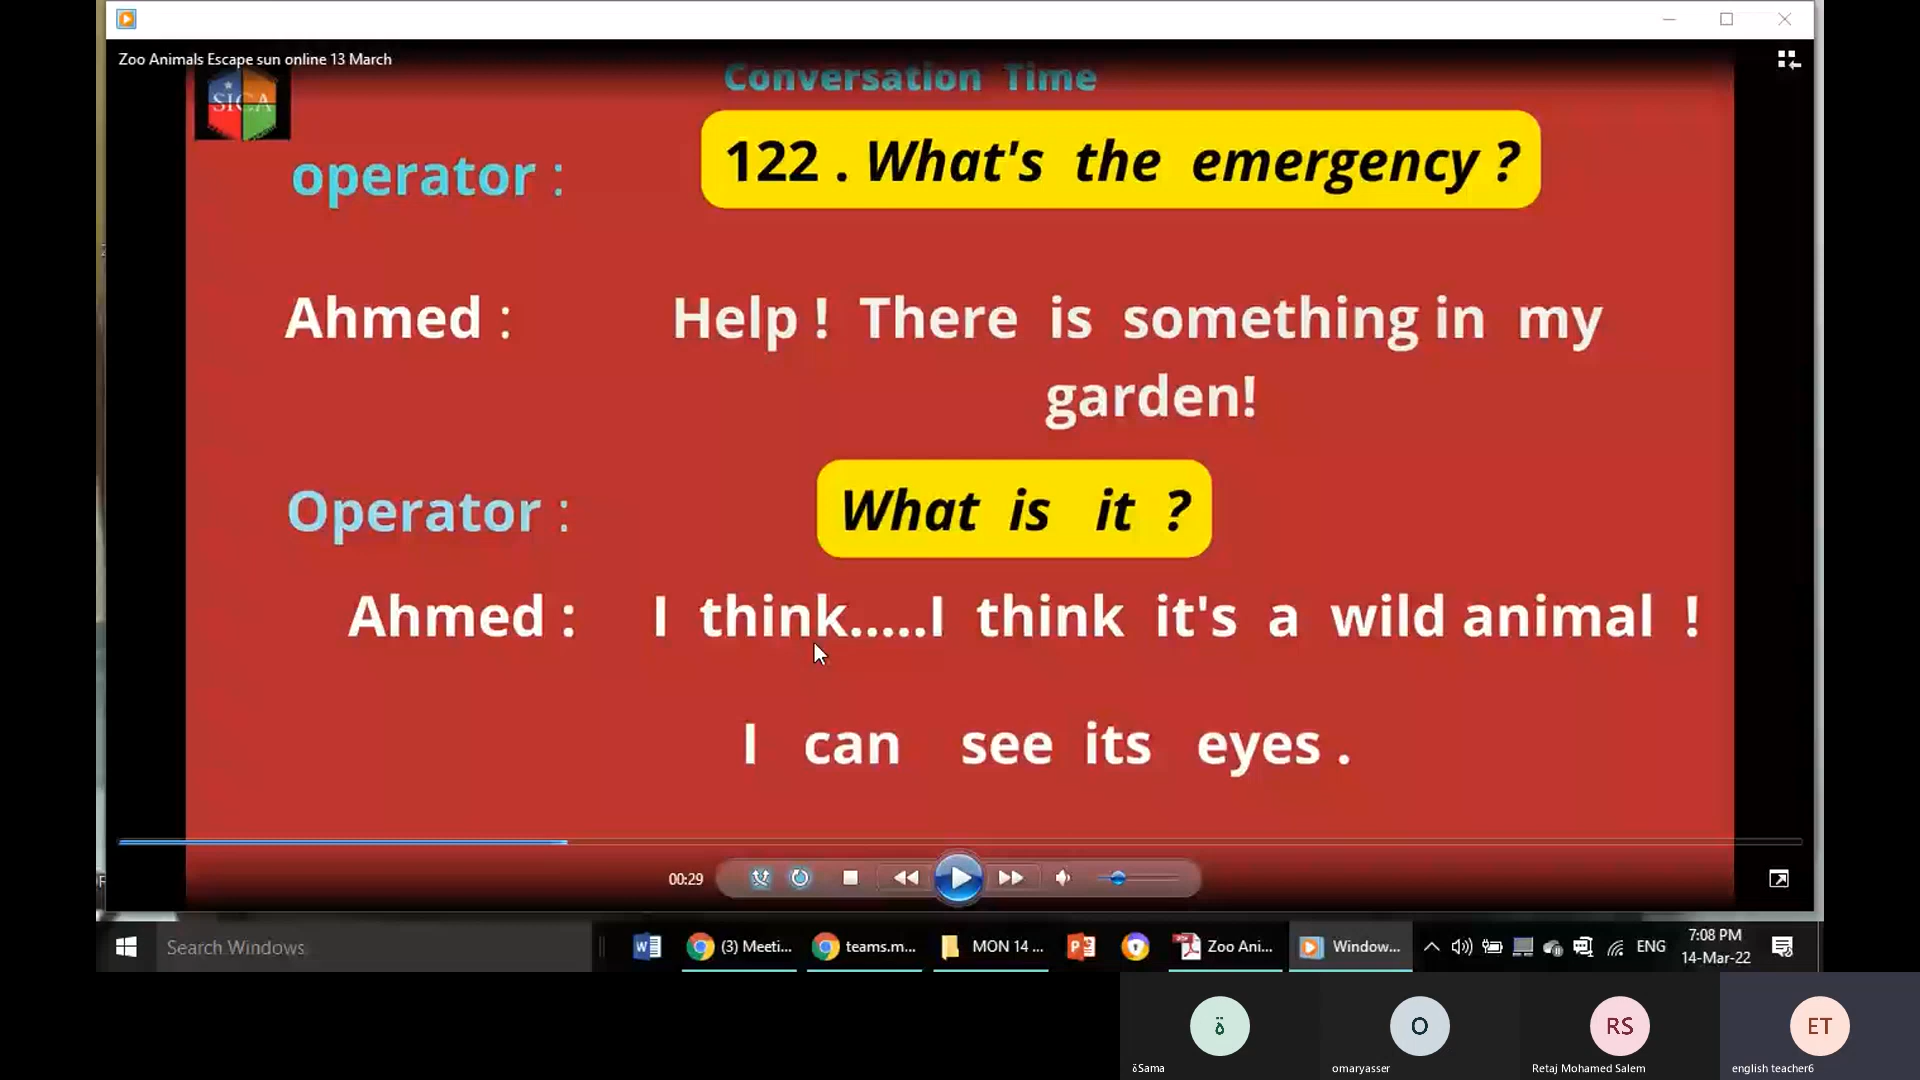 Zoo Animals Escape sun online 13 March
Conversation Time
SICA
operator :
122 . What's the emergency ?
Ahmed :
Help ! There is something in my
garden!
Operator :
What is it ?
Ahmed : I think.....I think it's a wild animal !
I can see its eyes .
00:29
Search Windows
(3) Meeti...
teams.m...
MON 14 ...
Zoo Ani...
Window...
ENG
7:08 PM
14-Mar-22
ة
O
RS
ET
ةSama
omaryasser
Retaj Mohamed Salem
english teacher6